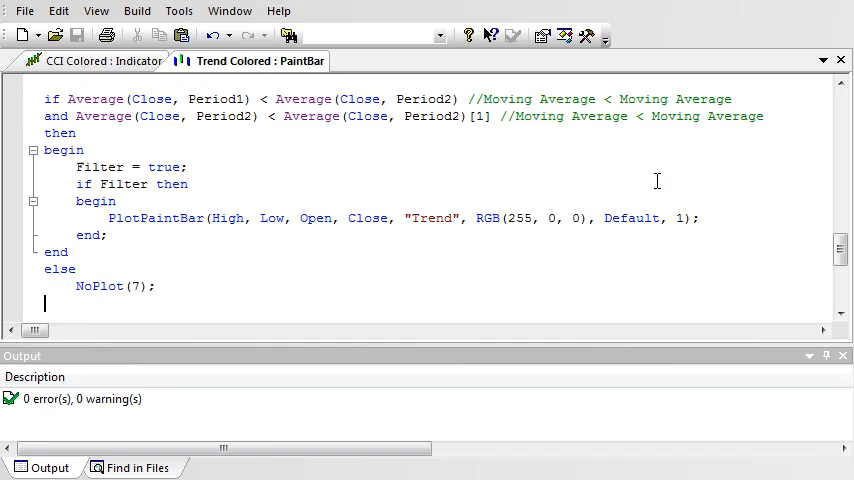 File Edit View Build Tools Window Help
CCI Colored : Indicator Trend Colored : PaintBar
if Average(Close, Period1) < Average(Close, Period2) //Moving Average < Moving Average
and Average(Close, Period2) < Average(Close, Period2)[1] //Moving Average < Moving Average
then
begin
Filter = true;
if Filter then
begin
PlotPaintBar(High, Low, Open, Close, "Trend", RGB(255, 0, 0), Default, 1);
end;
end
else
NoPlot(7);
Output
Description
0 error(s), 0 warning(s)
Output Find in Files